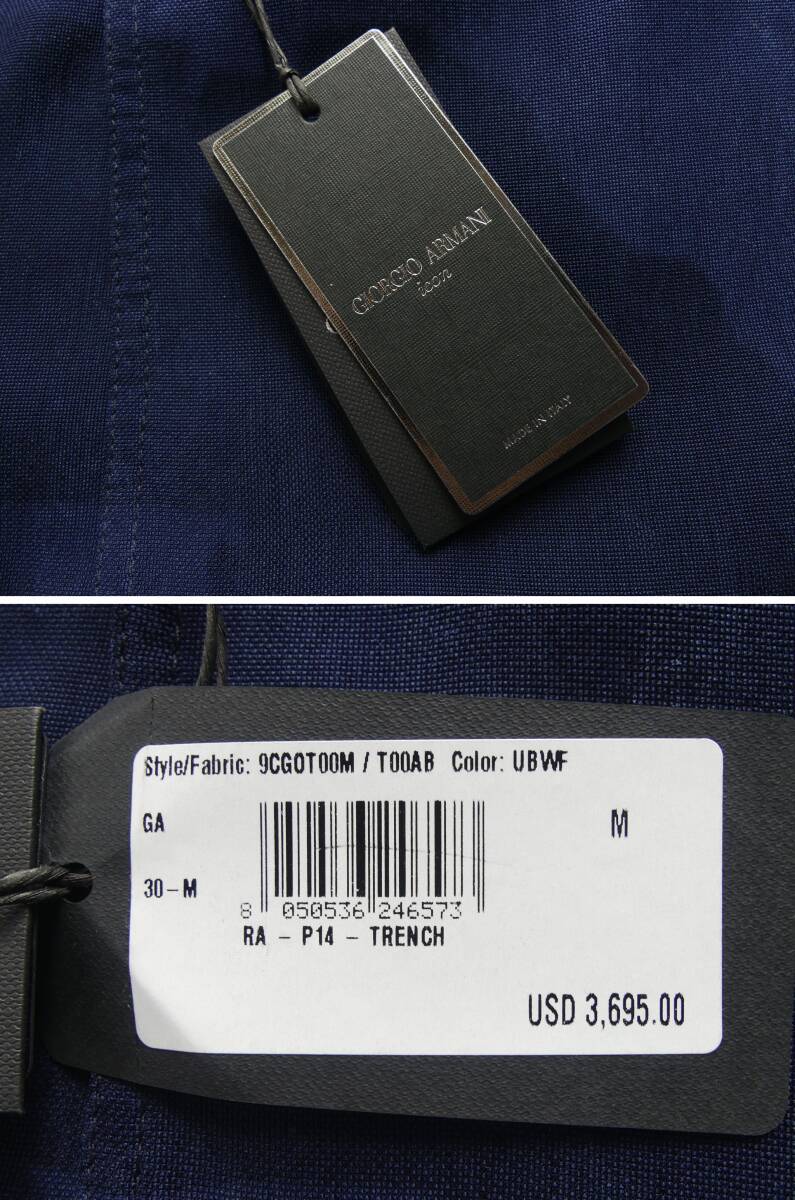 GIORGIO ARMANI
icon
MADE IN ITALY
Style/Fabric: 9CGOT00M / T00AB Color: UBWF
GA
M
30-M
8 050536 246573
RA - P14 - TRENCH
USD 3,695.00